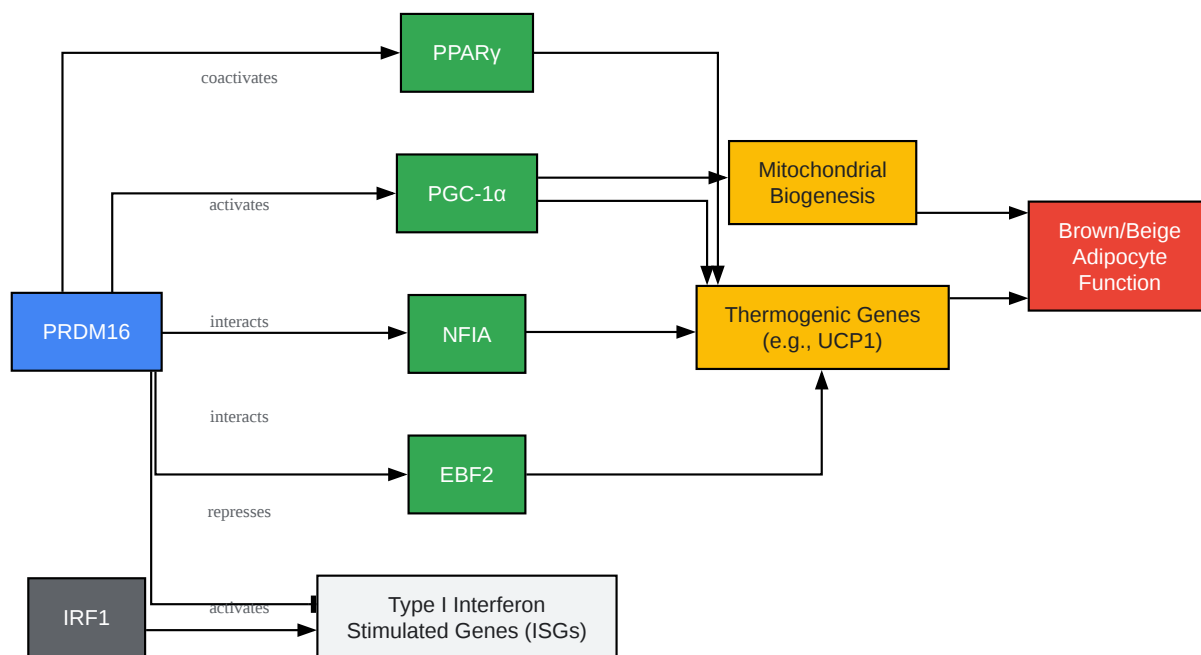 PPARγ
coactivates
Mitochondrial
Biogenesis
PGC-1α
activates
Brown/Beige
Adipocyte
Function
PRDM16
interacts
NFIA
Thermogenic Genes
(e.g., UCP1)
interacts
EBF2
represses
IRF1
activates
Type I Interferon
Stimulated Genes (ISGs)